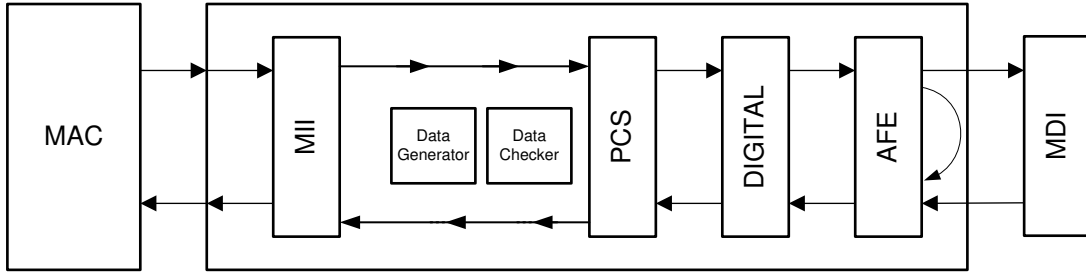 MAC
MII
Data
Generator
Data
Checker
PCS
DIGITAL
AFE
MDI